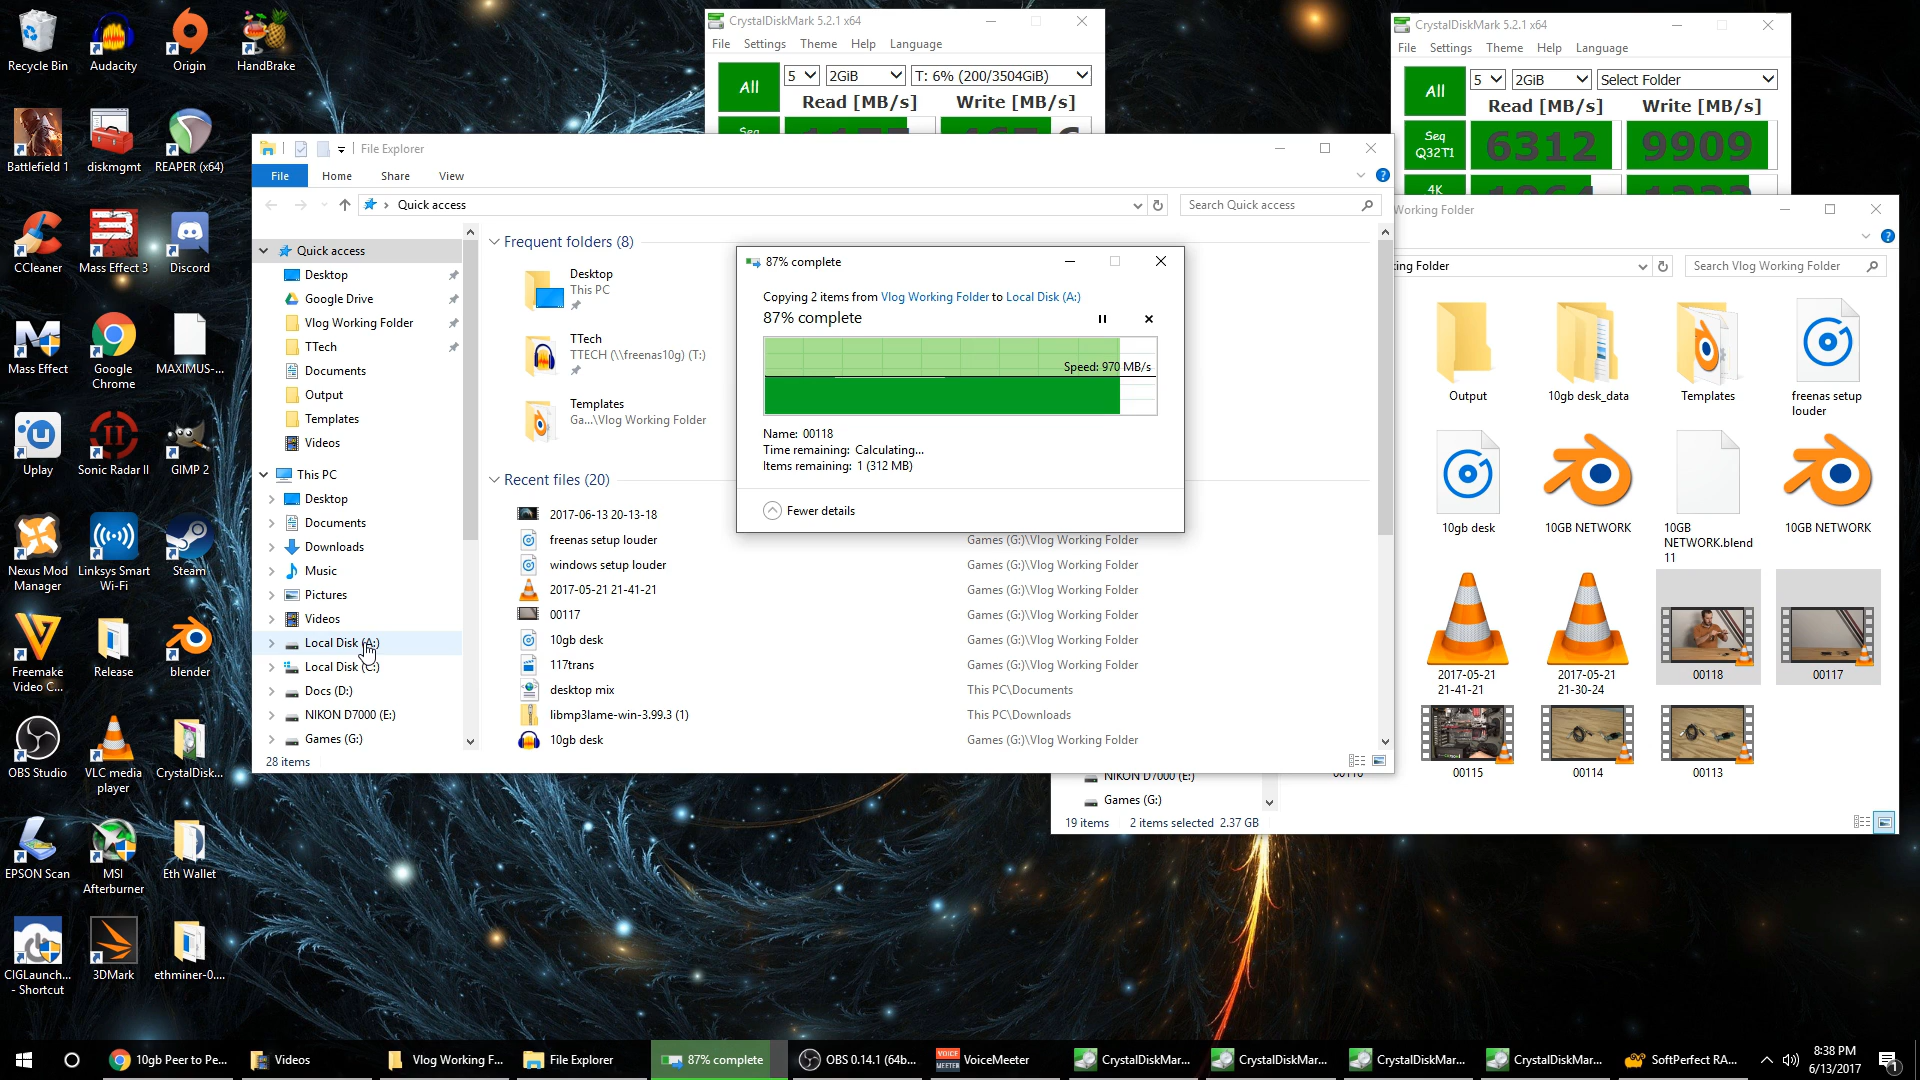 Recycle Bin
Audacity
Origin
HandBrake
Battlefield 1
diskmgmt
REAPER (x64)
CCleaner
Mass Effect 3
Discord
Mass Effect
Google Chrome
MAXIMUS-...
Uplay
Sonic Radar II
GIMP 2
Nexus Mod Manager
Linksys Smart Wi-Fi
Steam
Freemake Video C...
Release
blender
OBS Studio
VLC media player
CrystalDisk...
EPSON Scan
MSI Afterburner
Eth Wallet
CIGLaunch... - Shortcut
3DMark
ethminer-0....
CrystalDiskMark 5.2.1 x64
File Settings Theme Help Language
All 5 2GiB T: 6% (200/3504GiB)
Read [MB/s] Write [MB/s]
CrystalDiskMark 5.2.1 x64
File Settings Theme Help Language
All 5 2GiB Select Folder
Read [MB/s] Write [MB/s]
Seq Q32T1 6312 9909
4K
File Explorer
File Home Share View
Quick access
Search Quick access
Quick access
Desktop
Google Drive
Vlog Working Folder
TTech
Documents
Output
Templates
Videos
This PC
Desktop
Documents
Downloads
Music
Pictures
Videos
Local Disk (A:)
Local Disk (C:)
Docs (D:)
NIKON D7000 (E:)
Games (G:)
28 items
Frequent folders (8)
Desktop
This PC
TTech
TTECH (\\freenas10g) (T:)
Templates
Ga...\Vlog Working Folder
Recent files (20)
2017-06-13 20-13-18
freenas setup louder Games (G:)\Vlog Working Folder
windows setup louder Games (G:)\Vlog Working Folder
2017-05-21 21-41-21 Games (G:)\Vlog Working Folder
00117 Games (G:)\Vlog Working Folder
10gb desk Games (G:)\Vlog Working Folder
117trans Games (G:)\Vlog Working Folder
desktop mix This PC\Documents
libmp3lame-win-3.99.3 (1) This PC\Downloads
10gb desk Games (G:)\Vlog Working Folder
87% complete
Copying 2 items from Vlog Working Folder to Local Disk (A:)
87% complete
Speed: 970 MB/s
Name: 00118
Time remaining: Calculating...
Items remaining: 1 (312 MB)
Fewer details
Working Folder
ing Folder
Search Vlog Working Folder
Output
10gb desk_data
Templates
freenas setup louder
10gb desk
10GB NETWORK
10GB NETWORK.blend11
10GB NETWORK
2017-05-21 21-41-21
2017-05-21 21-30-24
00118
00117
00115
00114
00113
NIKON D7000 (E:)
Games (G:)
19 items 2 items selected 2.37 GB
10gb Peer to Pe...
Videos
Vlog Working F...
File Explorer
87% complete
OBS 0.14.1 (64b...
VOICE MEETER
VoiceMeeter
CrystalDiskMar...
CrystalDiskMar...
CrystalDiskMar...
CrystalDiskMar...
SoftPerfect RA...
8:38 PM
6/13/2017
1